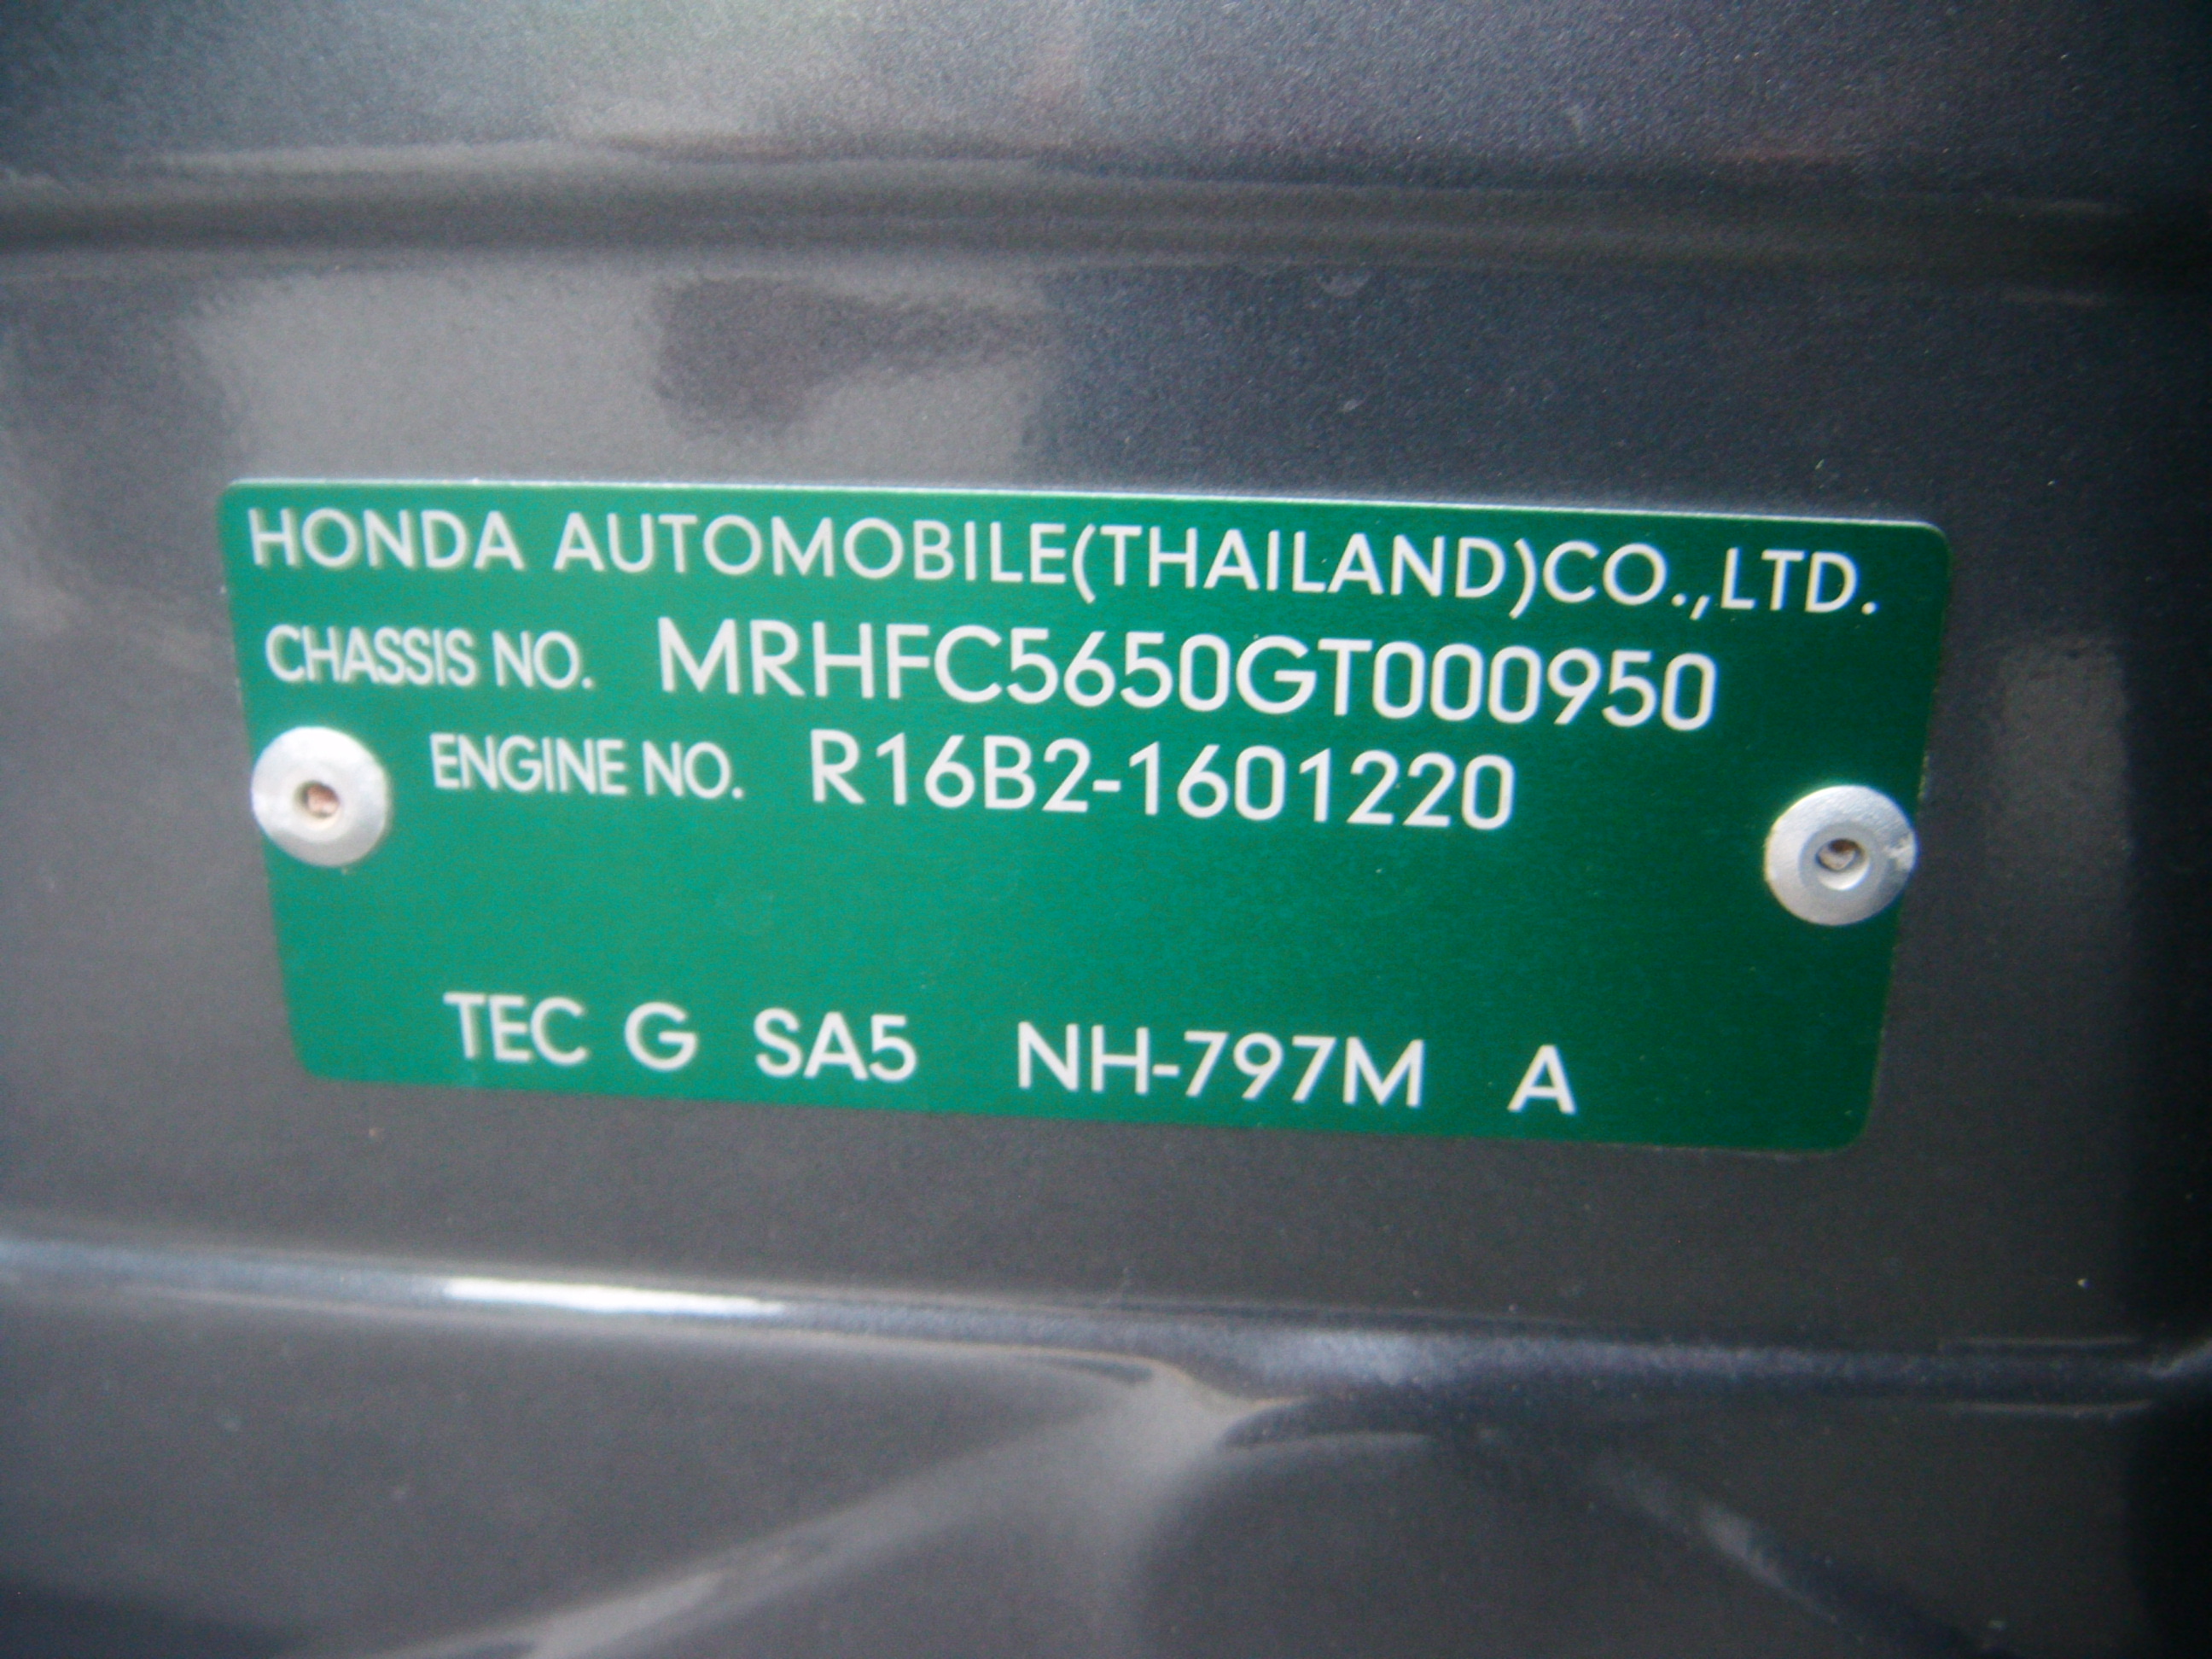 HONDA AUTOMOBILE(THAILAND)CO.,LTD.
CHASSIS NO. MRHFC5650GT000950
ENGINE NO. R16B2-1601220
TEC G SA5 NH-797M A